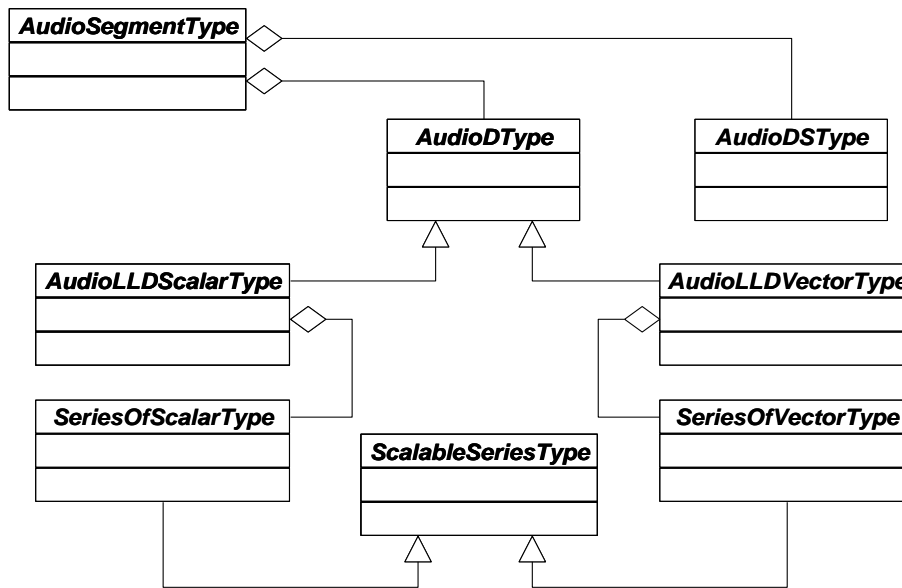 AudioSegmentType
AudioDType
AudioDSType
AudioLLDScalarType
AudioLLDVectorType
SeriesOfScalarType
SeriesOfVectorType
ScalableSeriesType